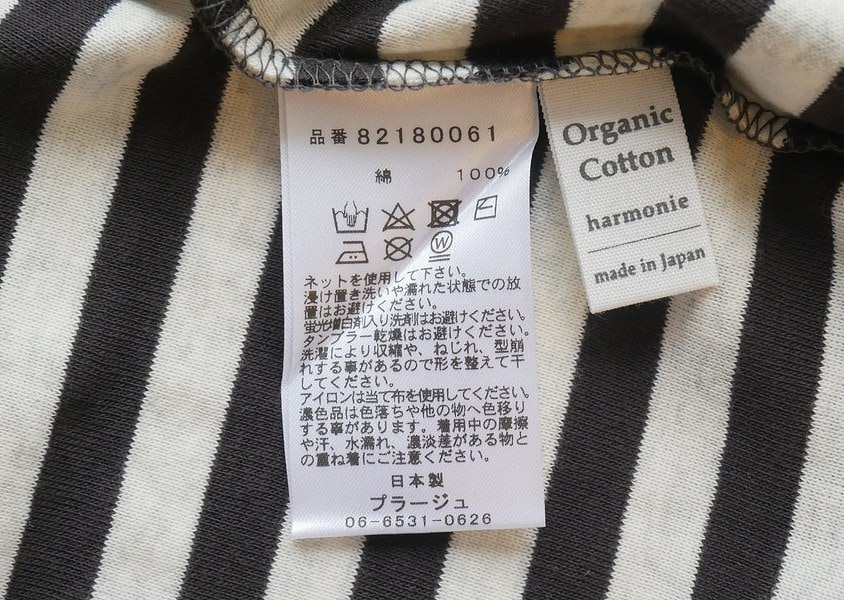 品番 82180061
綿 100%
W
ネットを使用して下さい。
浸け置き洗いや濡れた状態での放
置はお避けください。
蛍光増白剤入り洗剤はお避けください。
タンブラー乾燥はお避けください。
洗濯により収縮や、ねじれ、型崩
れする事があるので形を整えて干
してください。
アイロンは当て布を使用してください。
濃色品は色落ちや他の物へ色移り
する事があります。着用中の摩擦
や汗、水濡れ、濃淡差がある物と
の重ね着にご注意ください。
日本製
プラージュ
06-6531-0626
Organic
Cotton
harmonie
made in Japan